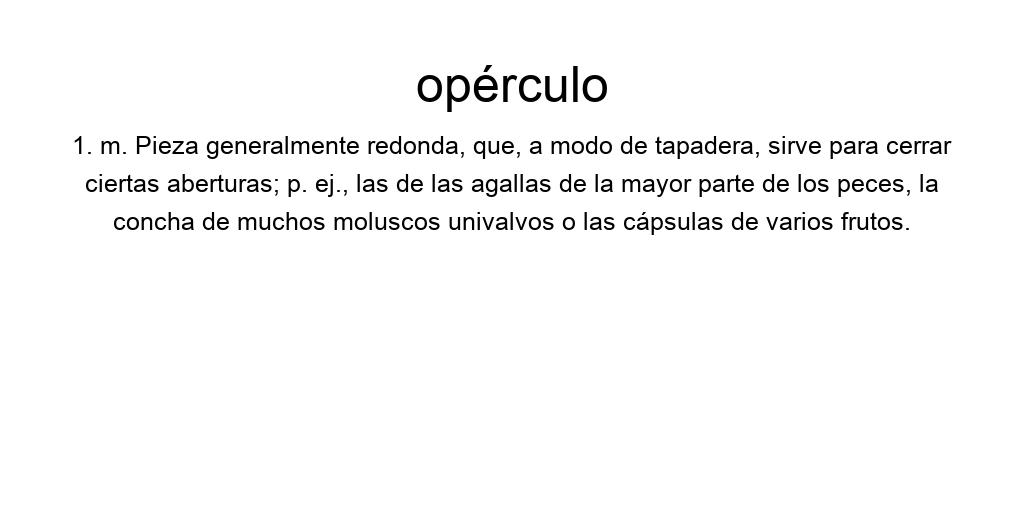 opérculo
1. m. Pieza generalmente redonda, que, a modo de tapadera, sirve para cerrar
ciertas aberturas; p. ej., las de las agallas de la mayor parte de los peces, la
concha de muchos moluscos univalvos o las cápsulas de varios frutos.